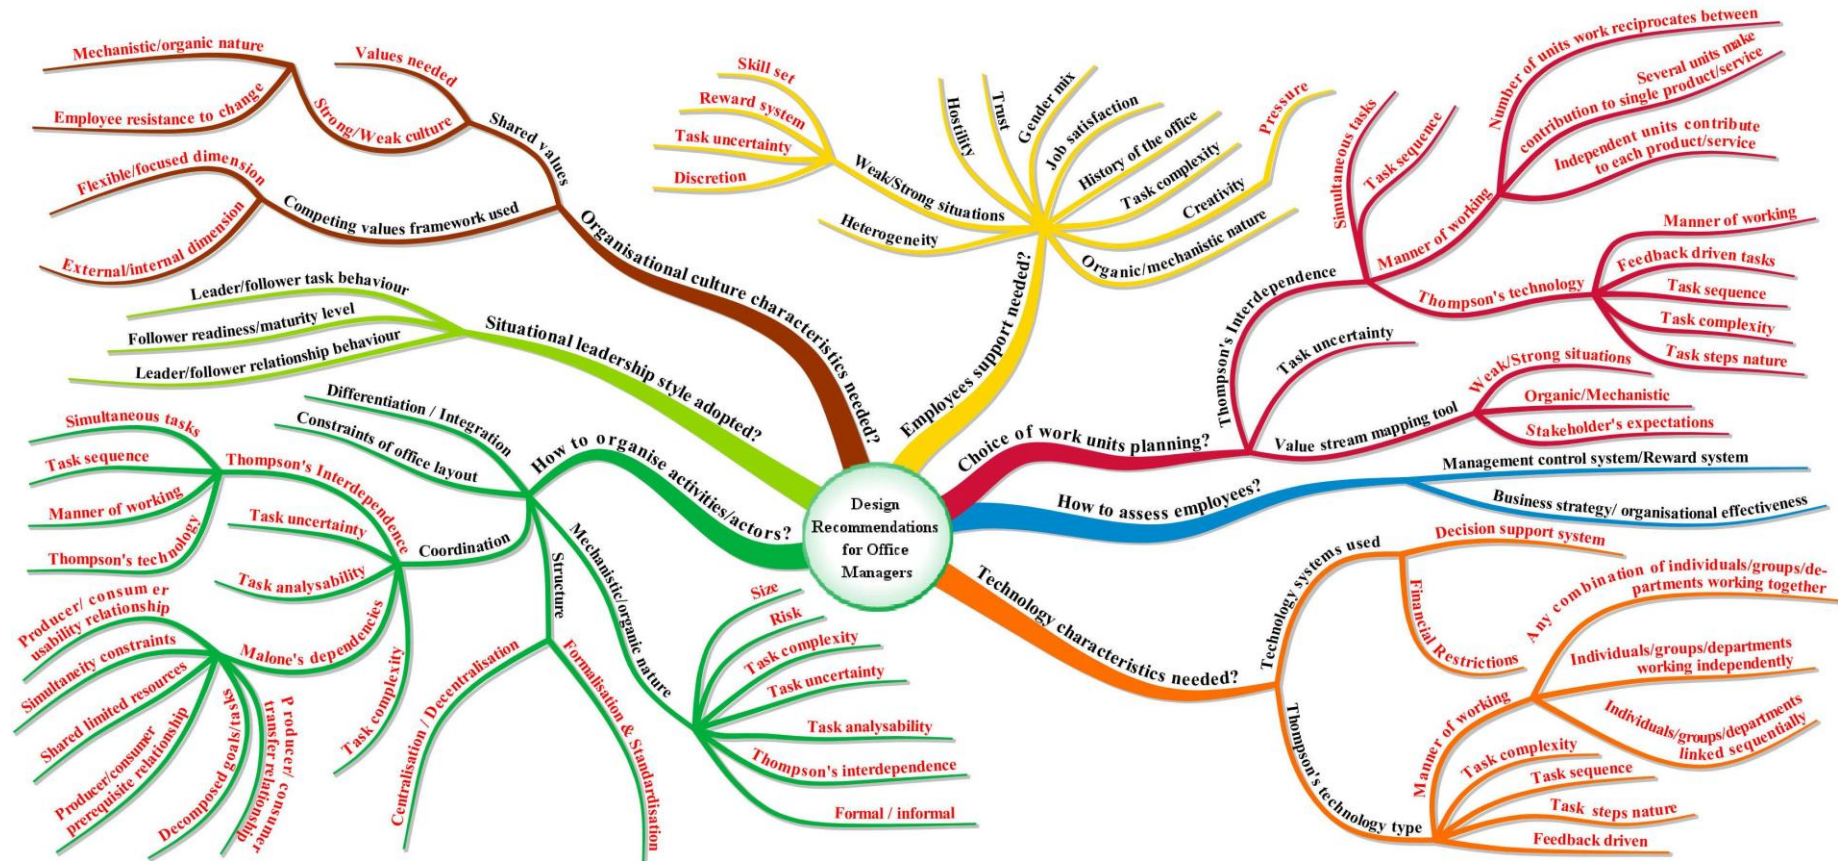 Design
Recommendations
for Office
Managers
Organisational culture characteristics needed?
Shared values
Values needed
Strong/Weak culture
Mechanistic/organic nature
Employee resistance to change
Competing values framework used
Flexible/focused dimension
External/internal dimension
Situational leadership style adopted?
Leader/follower task behaviour
Follower readiness/maturity level
Leader/follower relationship behaviour
How to organise activities/actors?
Differentiation / Integration
Constraints of office layout
Coordination
Thompson's Interdependence
Simultaneous tasks
Task sequence
Manner of working
Thompson's technology
Task uncertainty
Task analysability
Malone's dependencies
Producer/ consumer
usability relationship
Simultaneity constraints
Shared limited resources
Producer/consumer
prerequisite relationship
Decomposed goals/tasks
Producer/ consumer
transfer relationship
Task complexity
Structure
Centralisation / Decentralisation
Formalisation & Standardisation
Mechanistic/organic nature
Size
Risk
Task complexity
Task uncertainty
Task analysability
Thompson's interdependence
Formal / informal
Employees support needed?
Weak/Strong situations
Skill set
Reward system
Task uncertainty
Discretion
Heterogeneity
Hostility
Trust
Gender mix
Job satisfaction
History of the office
Task complexity
Creativity
Pressure
Organic/mechanistic nature
Choice of work units planning?
Thompson's Interdependence
Simultaneous tasks
Task sequence
Manner of working
Number of units work reciprocates between
Several units make
contribution to single product/service
Independent units contribute
to each product/service
Thompson's technology
Manner of working
Feedback driven tasks
Task sequence
Task complexity
Task steps nature
Task uncertainty
Value stream mapping tool
Weak/Strong situations
Organic/Mechanistic
Stakeholder's expectations
How to assess employees?
Management control system/Reward system
Business strategy/ organisational effectiveness
Technology characteristics needed?
Technology systems used
Decision support system
Financial Restrictions
Thompson's technology type
Manner of working
Any combination of individuals/groups/de-
partments working together
Individuals/groups/departments
working independently
Individuals/groups/departments
linked sequentially
Task complexity
Task sequence
Task steps nature
Feedback driven